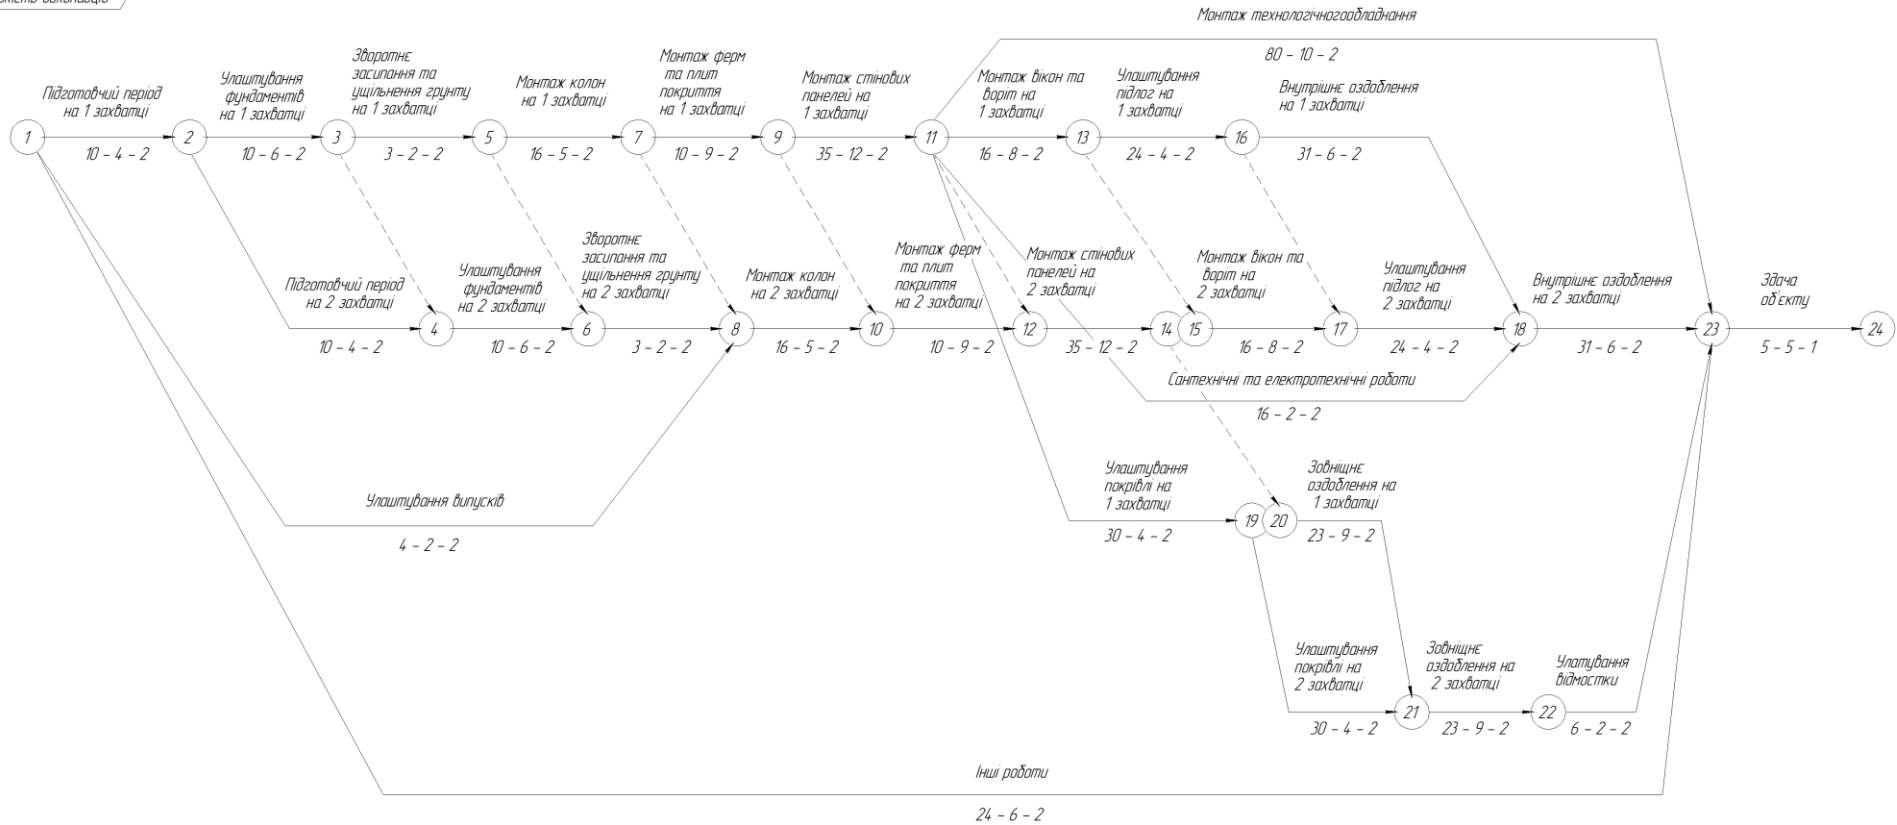 Монтаж технологічногообладнання
80 – 10 – 2
Підготовчий період
на 1 захватці
10 – 4 – 2
Улаштування
фундаментів
на 1 захватці
10 – 6 – 2
Зворотнє
засипання та
ущільнення грунту
на 1 захватці
3 – 2 – 2
Монтаж колон
на 1 захватці
16 – 5 – 2
Монтаж ферм
та плит
покриття
на 1 захватці
10 – 9 – 2
Монтаж стінових
панелей на
1 захватці
35 – 12 – 2
Монтаж вікон та
воріт на
1 захватці
16 – 8 – 2
Улаштування
підлог на
1 захватці
24 – 4 – 2
Внутрішнє оздоблення
на 1 захватці
31 – 6 – 2
1
2
3
5
7
9
11
13
16
Підготовчий період
на 2 захватці
10 – 4 – 2
Улаштування
фундаментів
на 2 захватці
10 – 6 – 2
Зворотнє
засипання та
ущільнення грунту
на 2 захватці
3 – 2 – 2
Монтаж колон
на 2 захватці
16 – 5 – 2
Монтаж ферм
та плит
покриття
на 2 захватці
10 – 9 – 2
Монтаж стінових
панелей на
2 захватці
35 – 12 – 2
Монтаж вікон та
воріт на
2 захватці
16 – 8 – 2
Улаштування
підлог на
2 захватці
24 – 4 – 2
Внутрішнє оздоблення
на 2 захватці
31 – 6 – 2
Здача
об'єкту
5 – 5 – 1
4
6
8
10
12
14
15
17
18
23
24
Сантехнічні та електротехнічні роботи
16 – 2 – 2
Улаштування випусків
4 – 2 – 2
Улаштування
покрівлі на
1 захватці
30 – 4 – 2
19
20
Зовніщнє
оздоблення на
1 захватці
23 – 9 – 2
Улаштування
покрівлі на
2 захватці
30 – 4 – 2
21
Зовніщнє
оздоблення на
2 захватці
23 – 9 – 2
22
Улатування
відмостки
6 – 2 – 2
Інші роботи
24 – 6 – 2